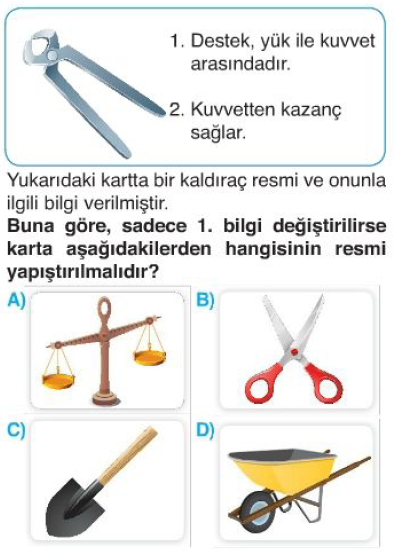 1. Destek, yük ile kuvvet
arasındadır.
2. Kuvvetten kazanç
sağlar.
Yukarıdaki kartta bir kaldıraç resmi ve onunla
ilgili bilgi verilmiştir.
Buna göre, sadece 1. bilgi değiştirilirse
karta aşağıdakilerden hangisinin resmi
yapıştırılmalıdır?
A)
B)
C)
D)